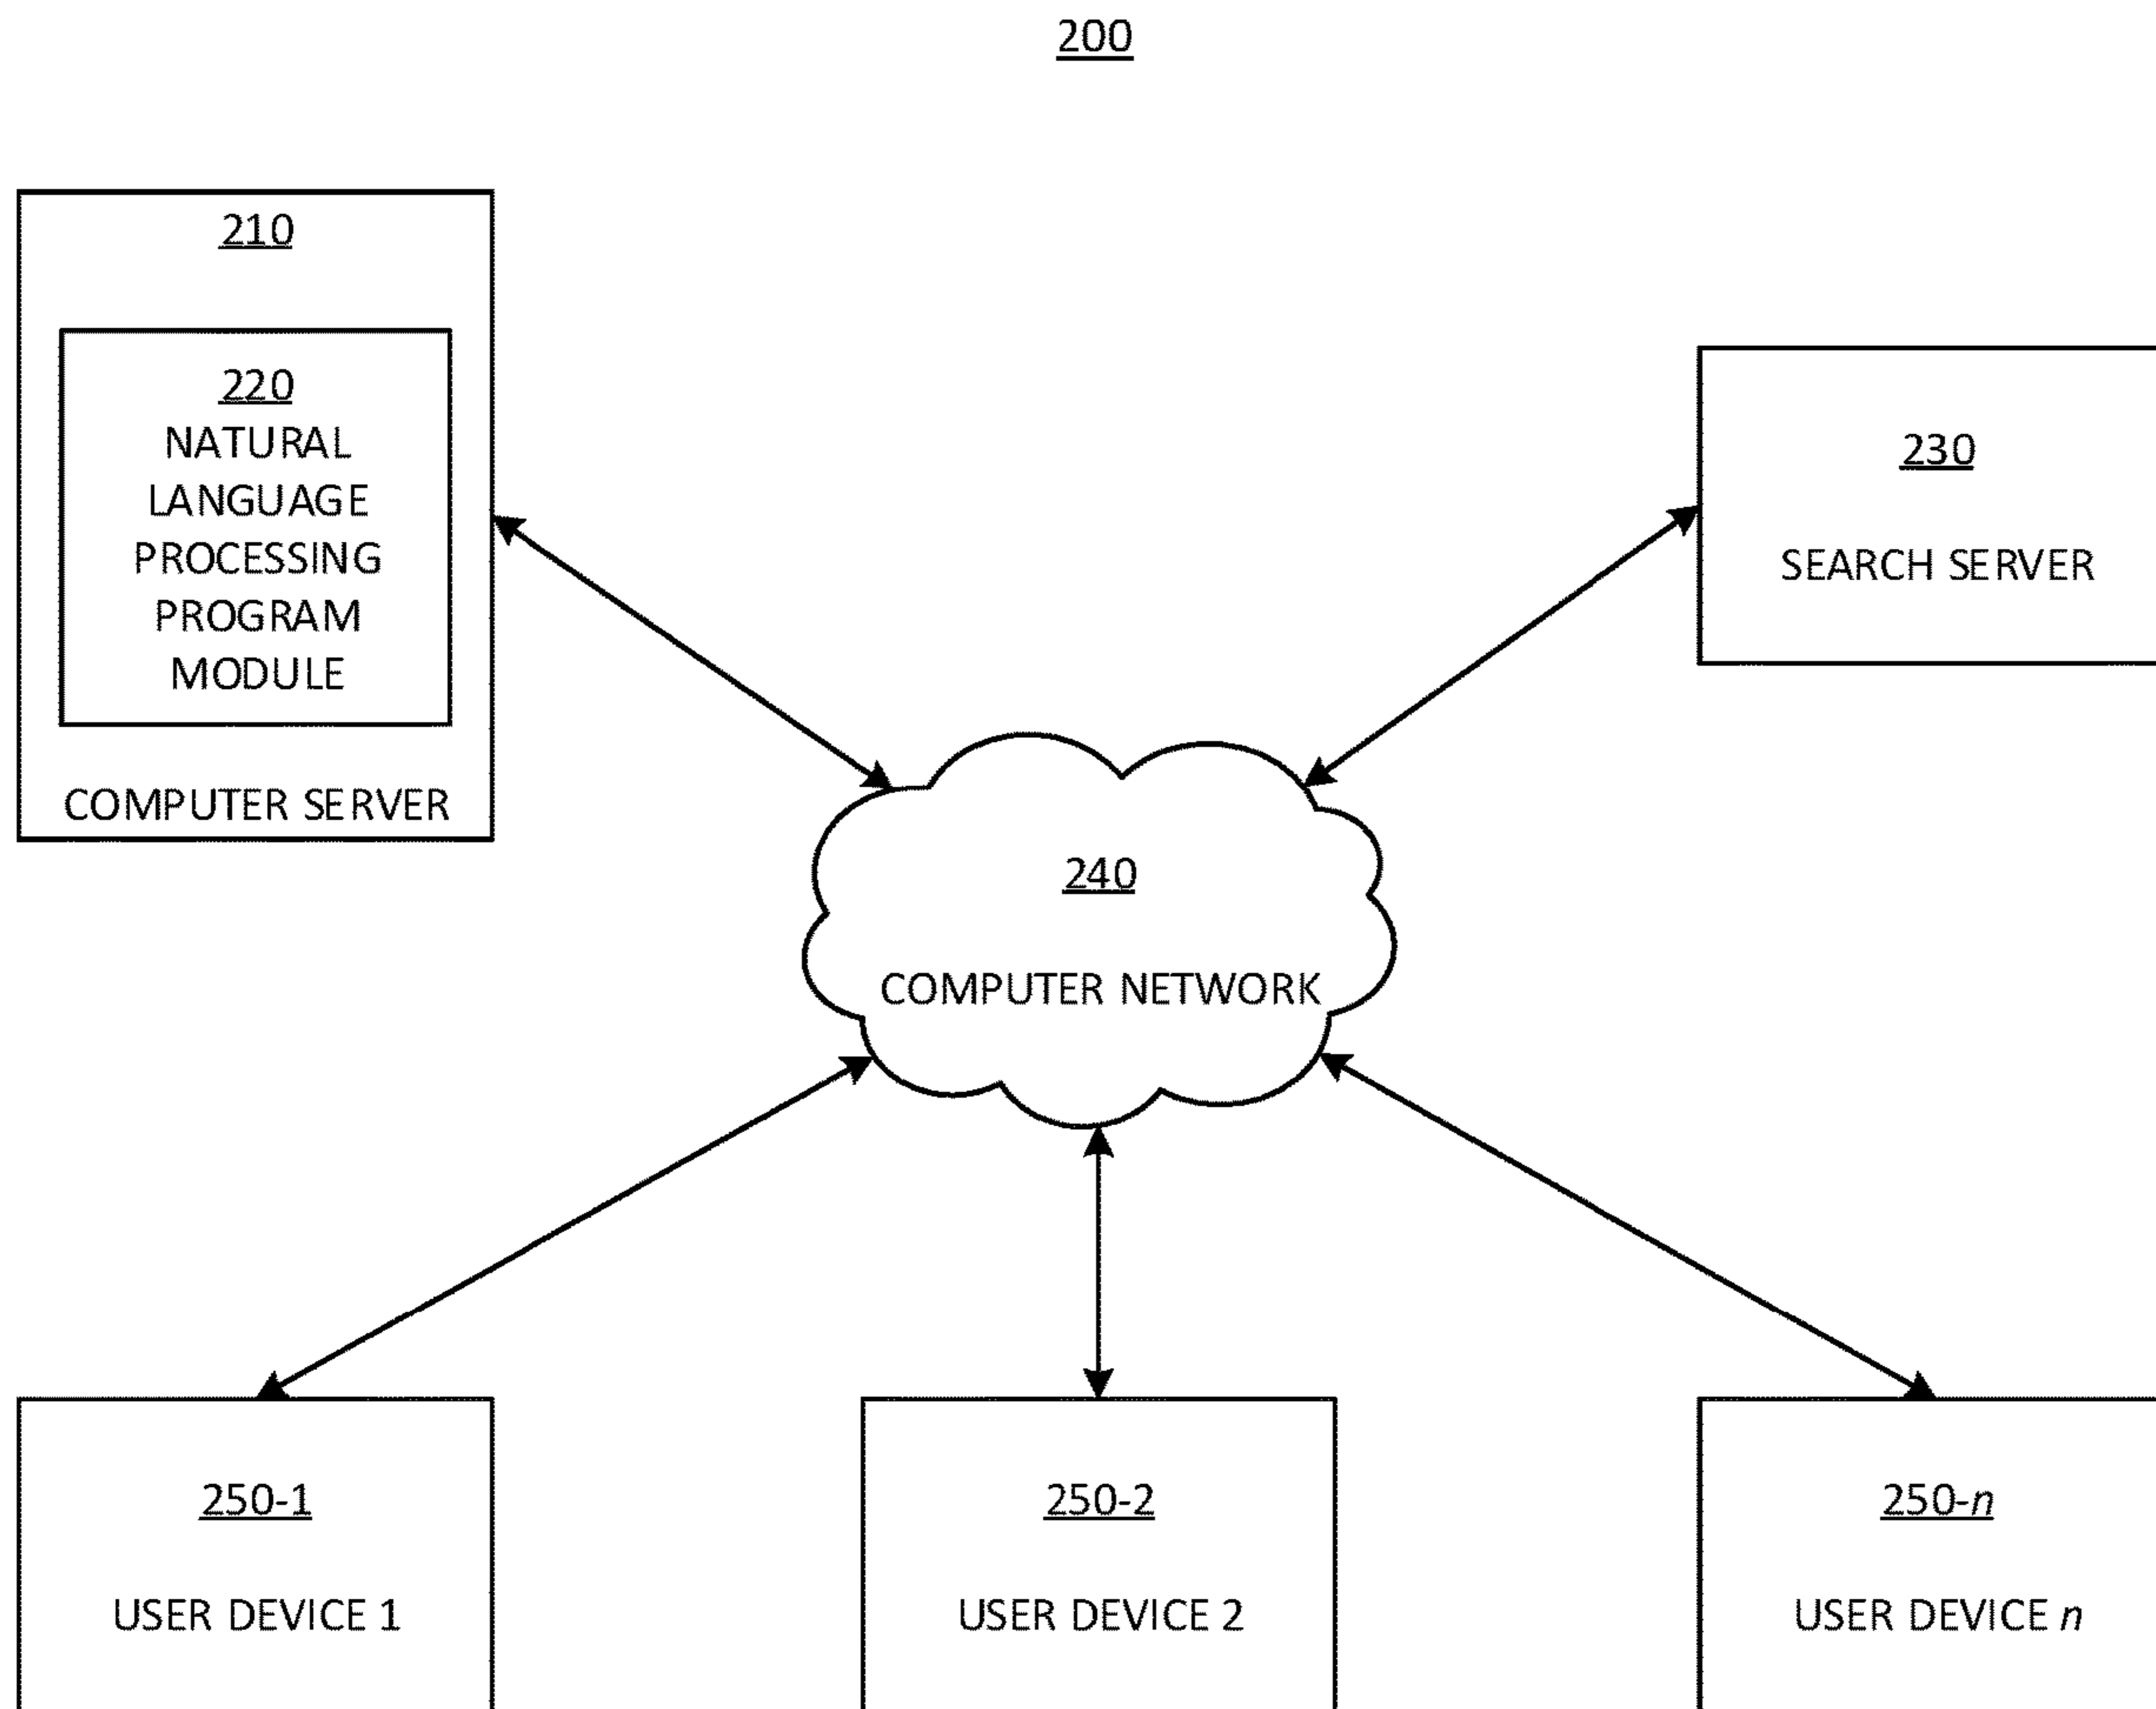 200
210
220
NATURAL
LANGUAGE
PROCESSING
PROGRAM
MODULE
COMPUTER SERVER
230
SEARCH SERVER
240
COMPUTER NETWORK
250-1
USER DEVICE 1
250-2
USER DEVICE 2
250-n
USER DEVICE n